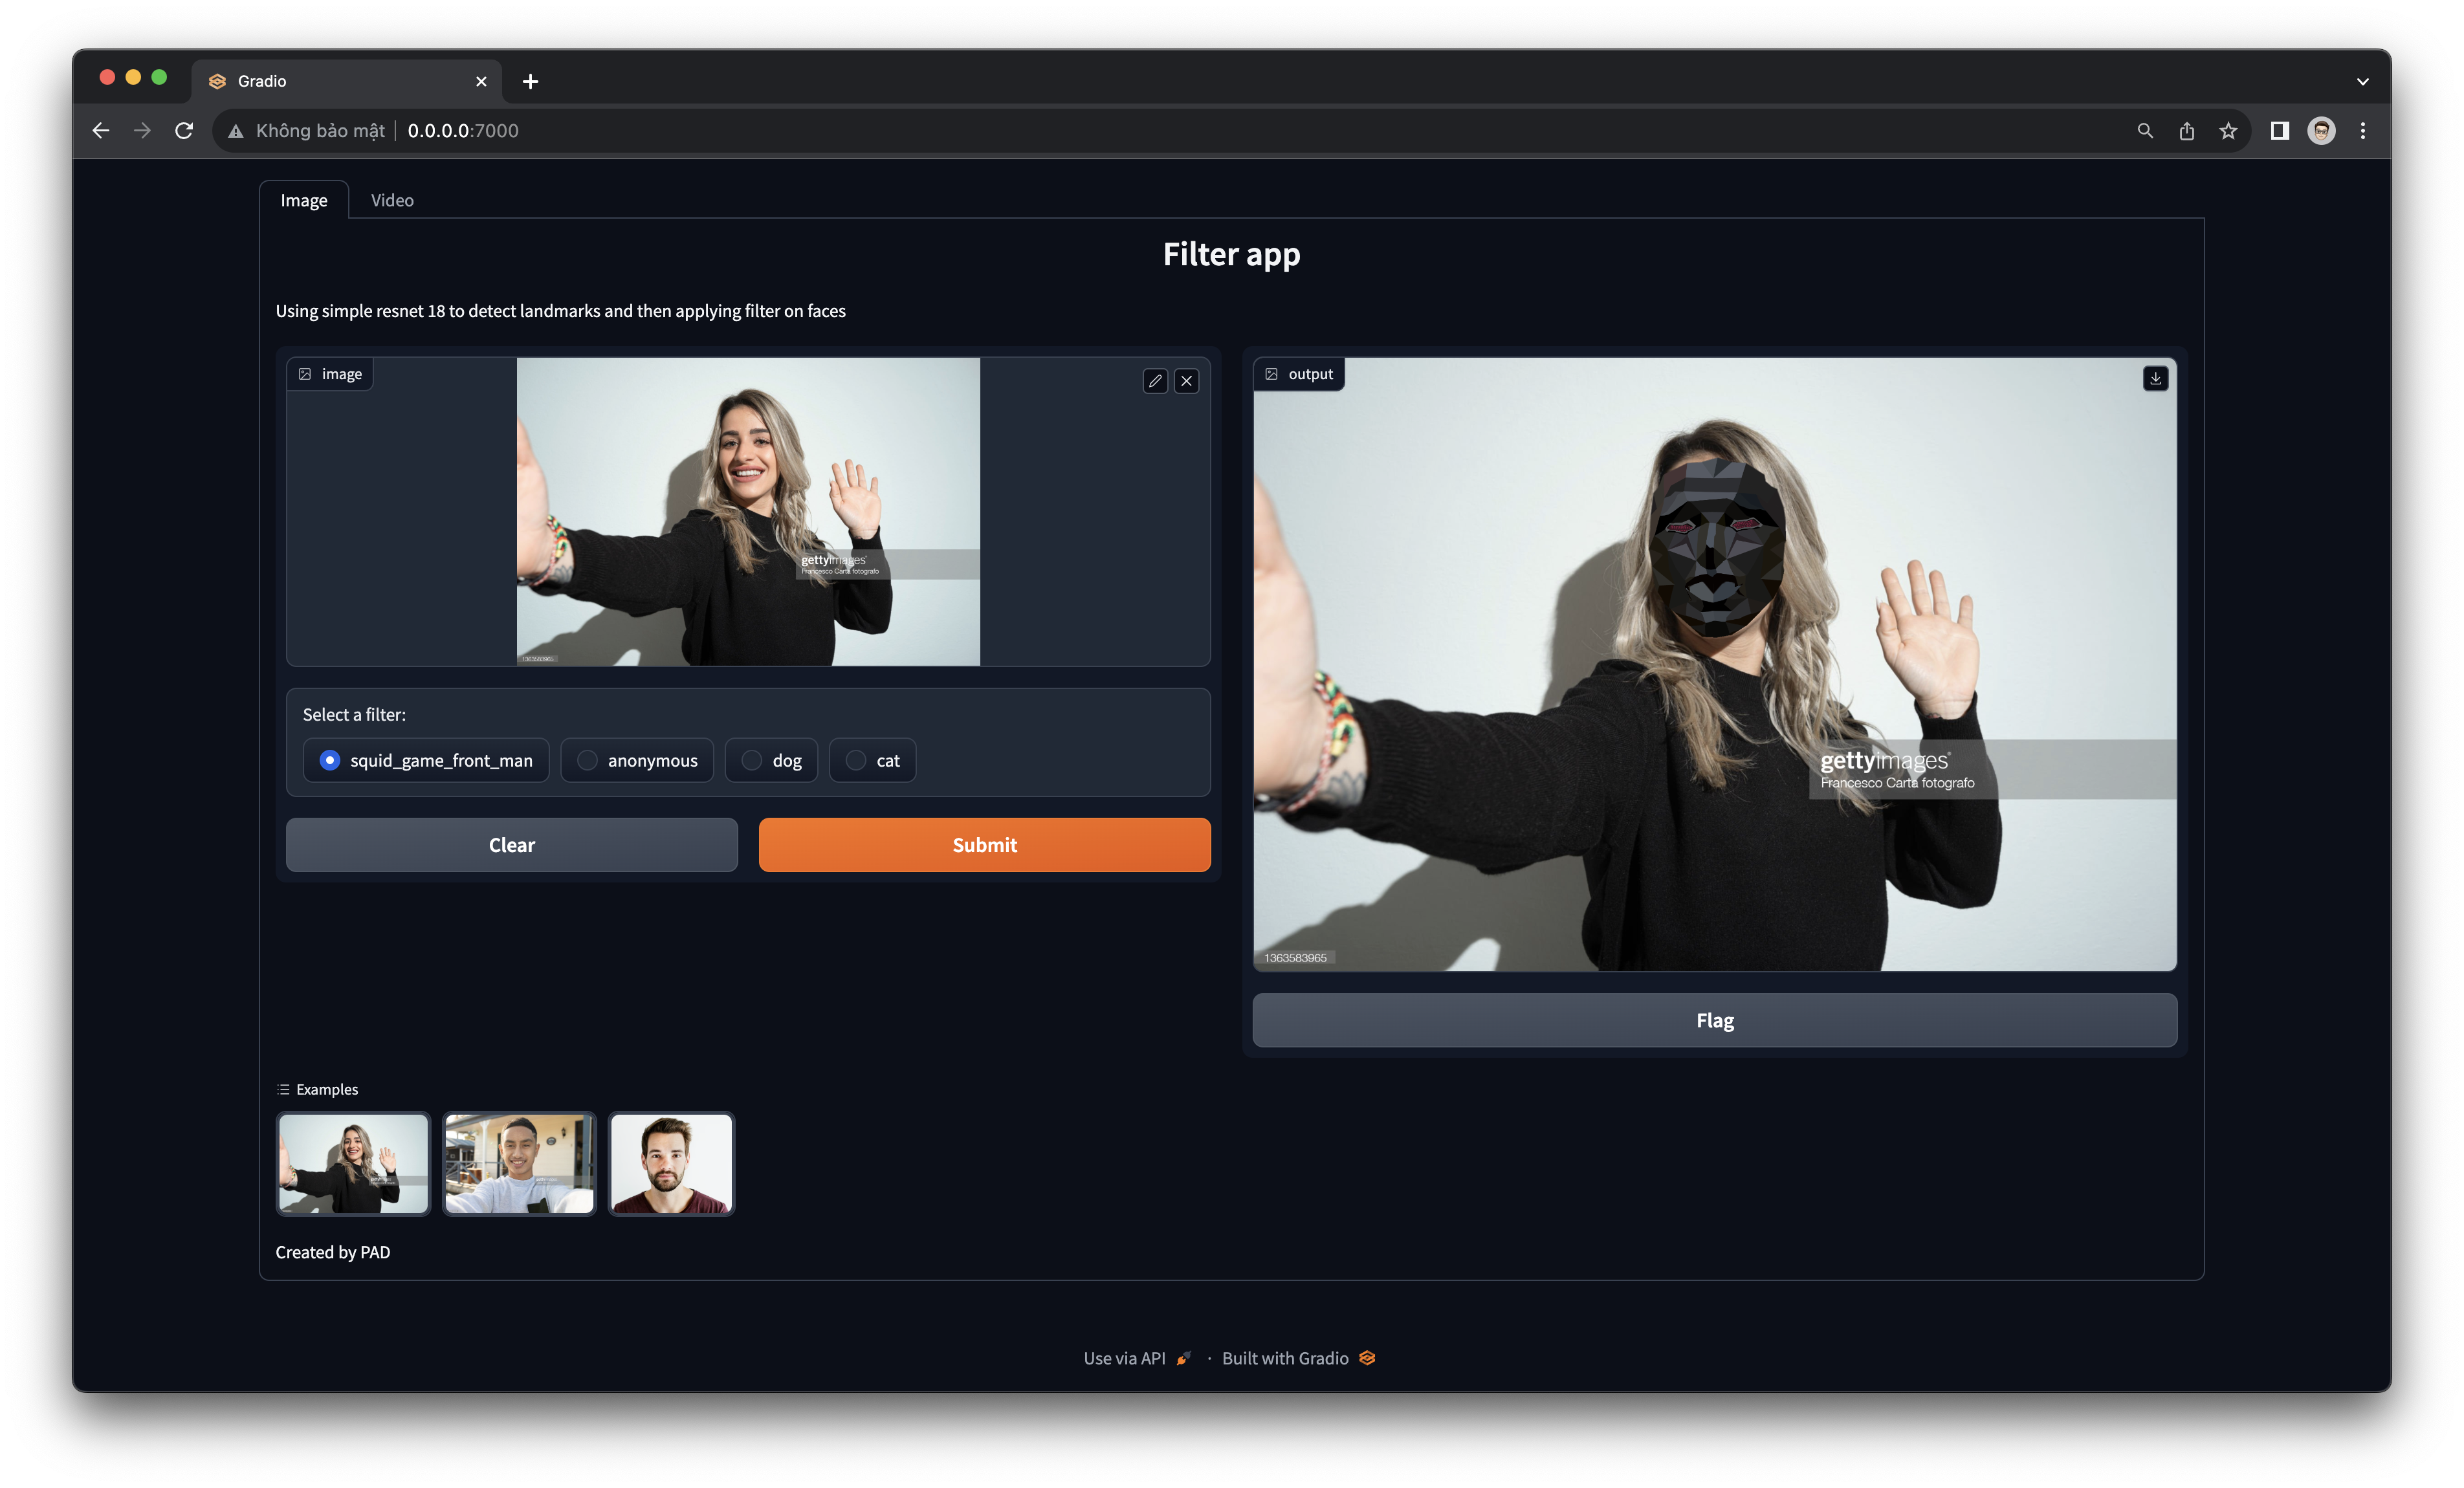 Gradio
Không bảo mật
0.0.0.0:7000
Image
Video
Filter app
Using simple resnet 18 to detect landmarks and then applying filter on faces
image
gettyimages®
Francesco Carta fotografo
1363583965
Select a filter:
squid_game_front_man
anonymous
dog
cat
Clear
Submit
output
gettyimages®
Francesco Carta fotografo
1363583965
Flag
Examples
Created by PAD
Use via API
· Built with Gradio